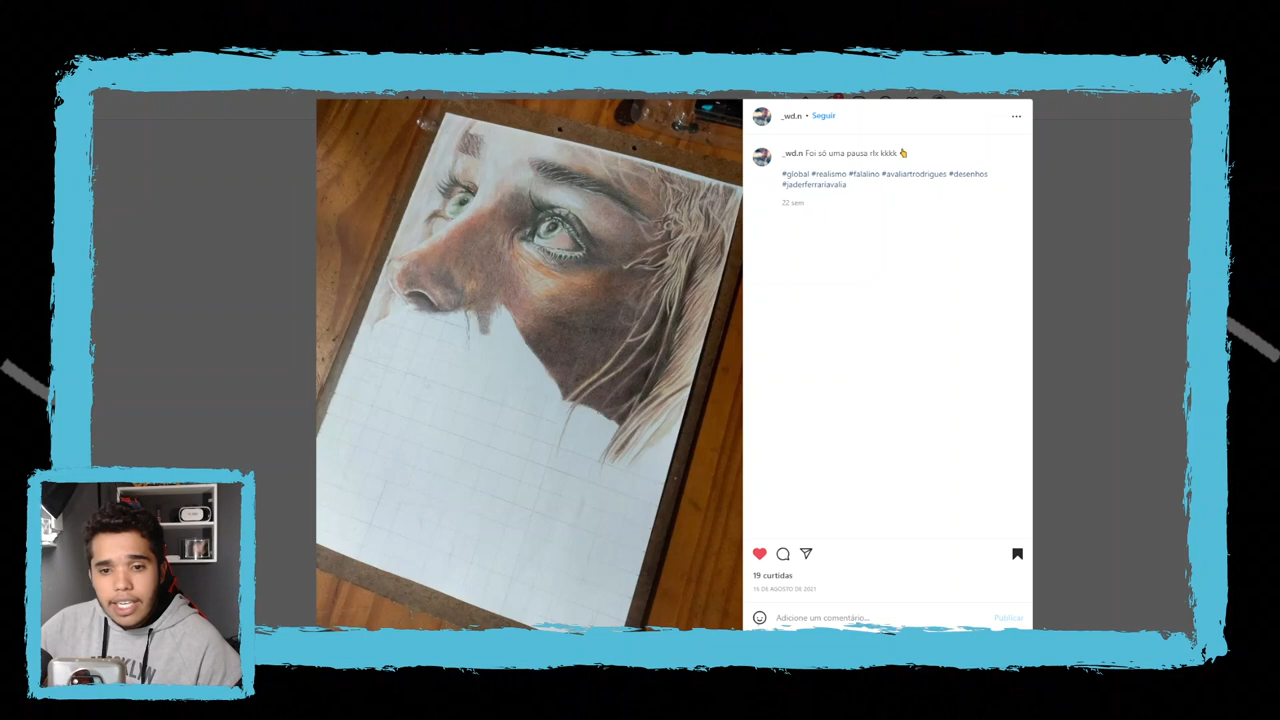 _wd.n • Seguir
_wd.n Foi só uma pausa rlx kkkk 👆
#global #realismo #falalino #avaliartrodrigues #desenhos
#jaderferrariavalia
22 sem
19 curtidas
15 DE AGOSTO DE 2021
Adicione um comentário...
Publicar